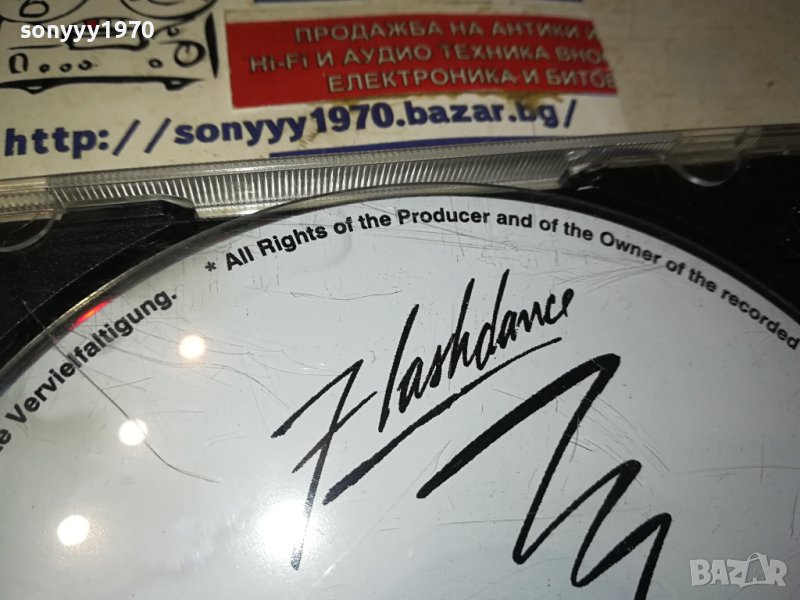 sonyyy1970
ПРОДАЖБА НА АНТИКИ И
Hi-Fi И АУДИО ТЕХНИКА ВНО
ЕЛЕКТРОНИКА И БИТОВ
http://sonyyy1970.bazar.bg/
* All Rights of the Producer and of the Owner of the recorded
Vervielfältigung.
Flashdance
BAZAR